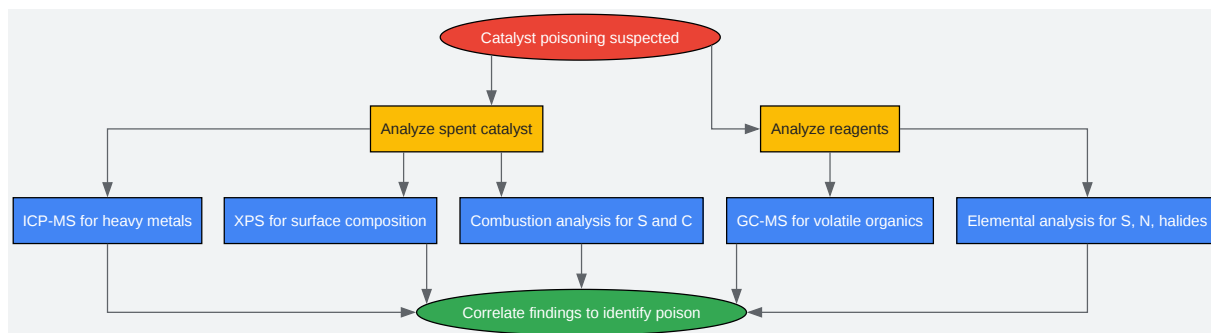 Catalyst poisoning suspected
Analyze spent catalyst
Analyze reagents
ICP-MS for heavy metals
XPS for surface composition
Combustion analysis for S and C
GC-MS for volatile organics
Elemental analysis for S, N, halides
Correlate findings to identify poison